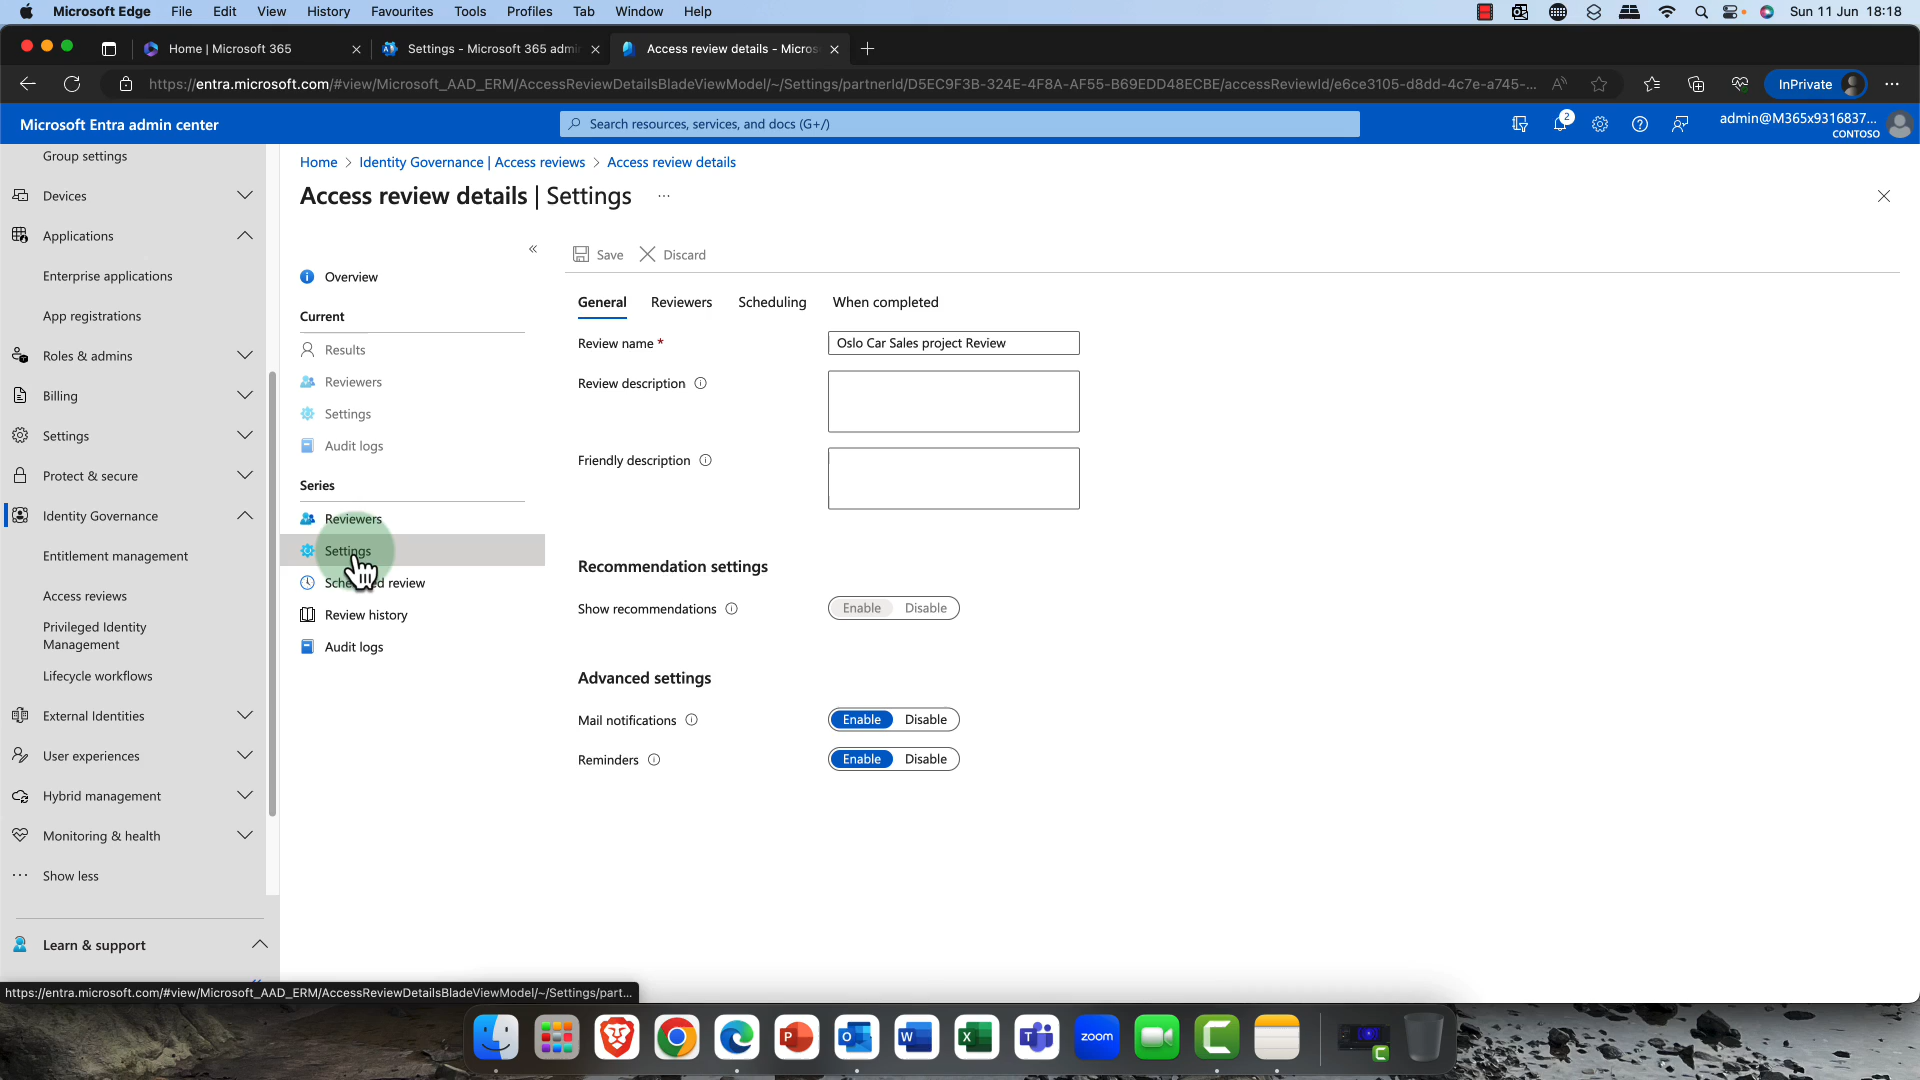 Microsoft Edge File Edit View History Favourites Tools Profiles Tab Window Help Sun 11 Jun 18:18
Home | Microsoft 365
Settings - Microsoft 365 admi
Access review details - Micros
https://entra.microsoft.com/#view/Microsoft_AAD_ERM/AccessReviewDetailsBladeViewModel/~/Settings/partnerId/D5EC9F3B-324E-4F8A-AF55-B69EDD48ECBE/accessReviewId/e6ce3105-d8dd-4c7e-a745-...
InPrivate
Microsoft Entra admin center
Search resources, services, and docs (G+/)
2
admin@M365x9316837...
CONTOSO
Group settings
Devices
Applications
Enterprise applications
App registrations
Roles & admins
Billing
Settings
Protect & secure
Identity Governance
Entitlement management
Access reviews
Privileged Identity
Management
Lifecycle workflows
External Identities
User experiences
Hybrid management
Monitoring & health
Show less
Learn & support
Home > Identity Governance | Access reviews > Access review details
Access review details | Settings ...
Overview
Current
Results
Reviewers
Settings
Audit logs
Series
Reviewers
Settings
review
Review history
Audit logs
Save Discard
General Reviewers Scheduling When completed
Review name * Oslo Car Sales project Review
Review description
Friendly description
Recommendation settings
Show recommendations Enable Disable
Advanced settings
Mail notifications Enable Disable
Reminders Enable Disable
https://entra.microsoft.com/#view/Microsoft_AAD_ERM/AccessReviewDetailsBladeViewModel/~/Settings/part...
zoom